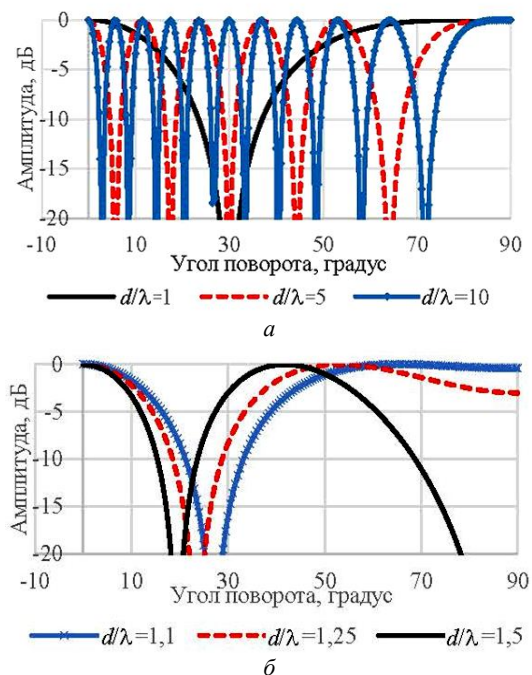 0
-5
-10
-15
-20
Амплитуда, дБ
-10 10 30 50 70 90
Угол поворота, градус
d/λ=1 d/λ=5 d/λ=10
а
0
-5
-10
-15
-20
Амплитуда, дБ
-10 10 30 50 70 90
Угол поворота, градус
d/λ=1,1 d/λ=1,25 d/λ=1,5
б